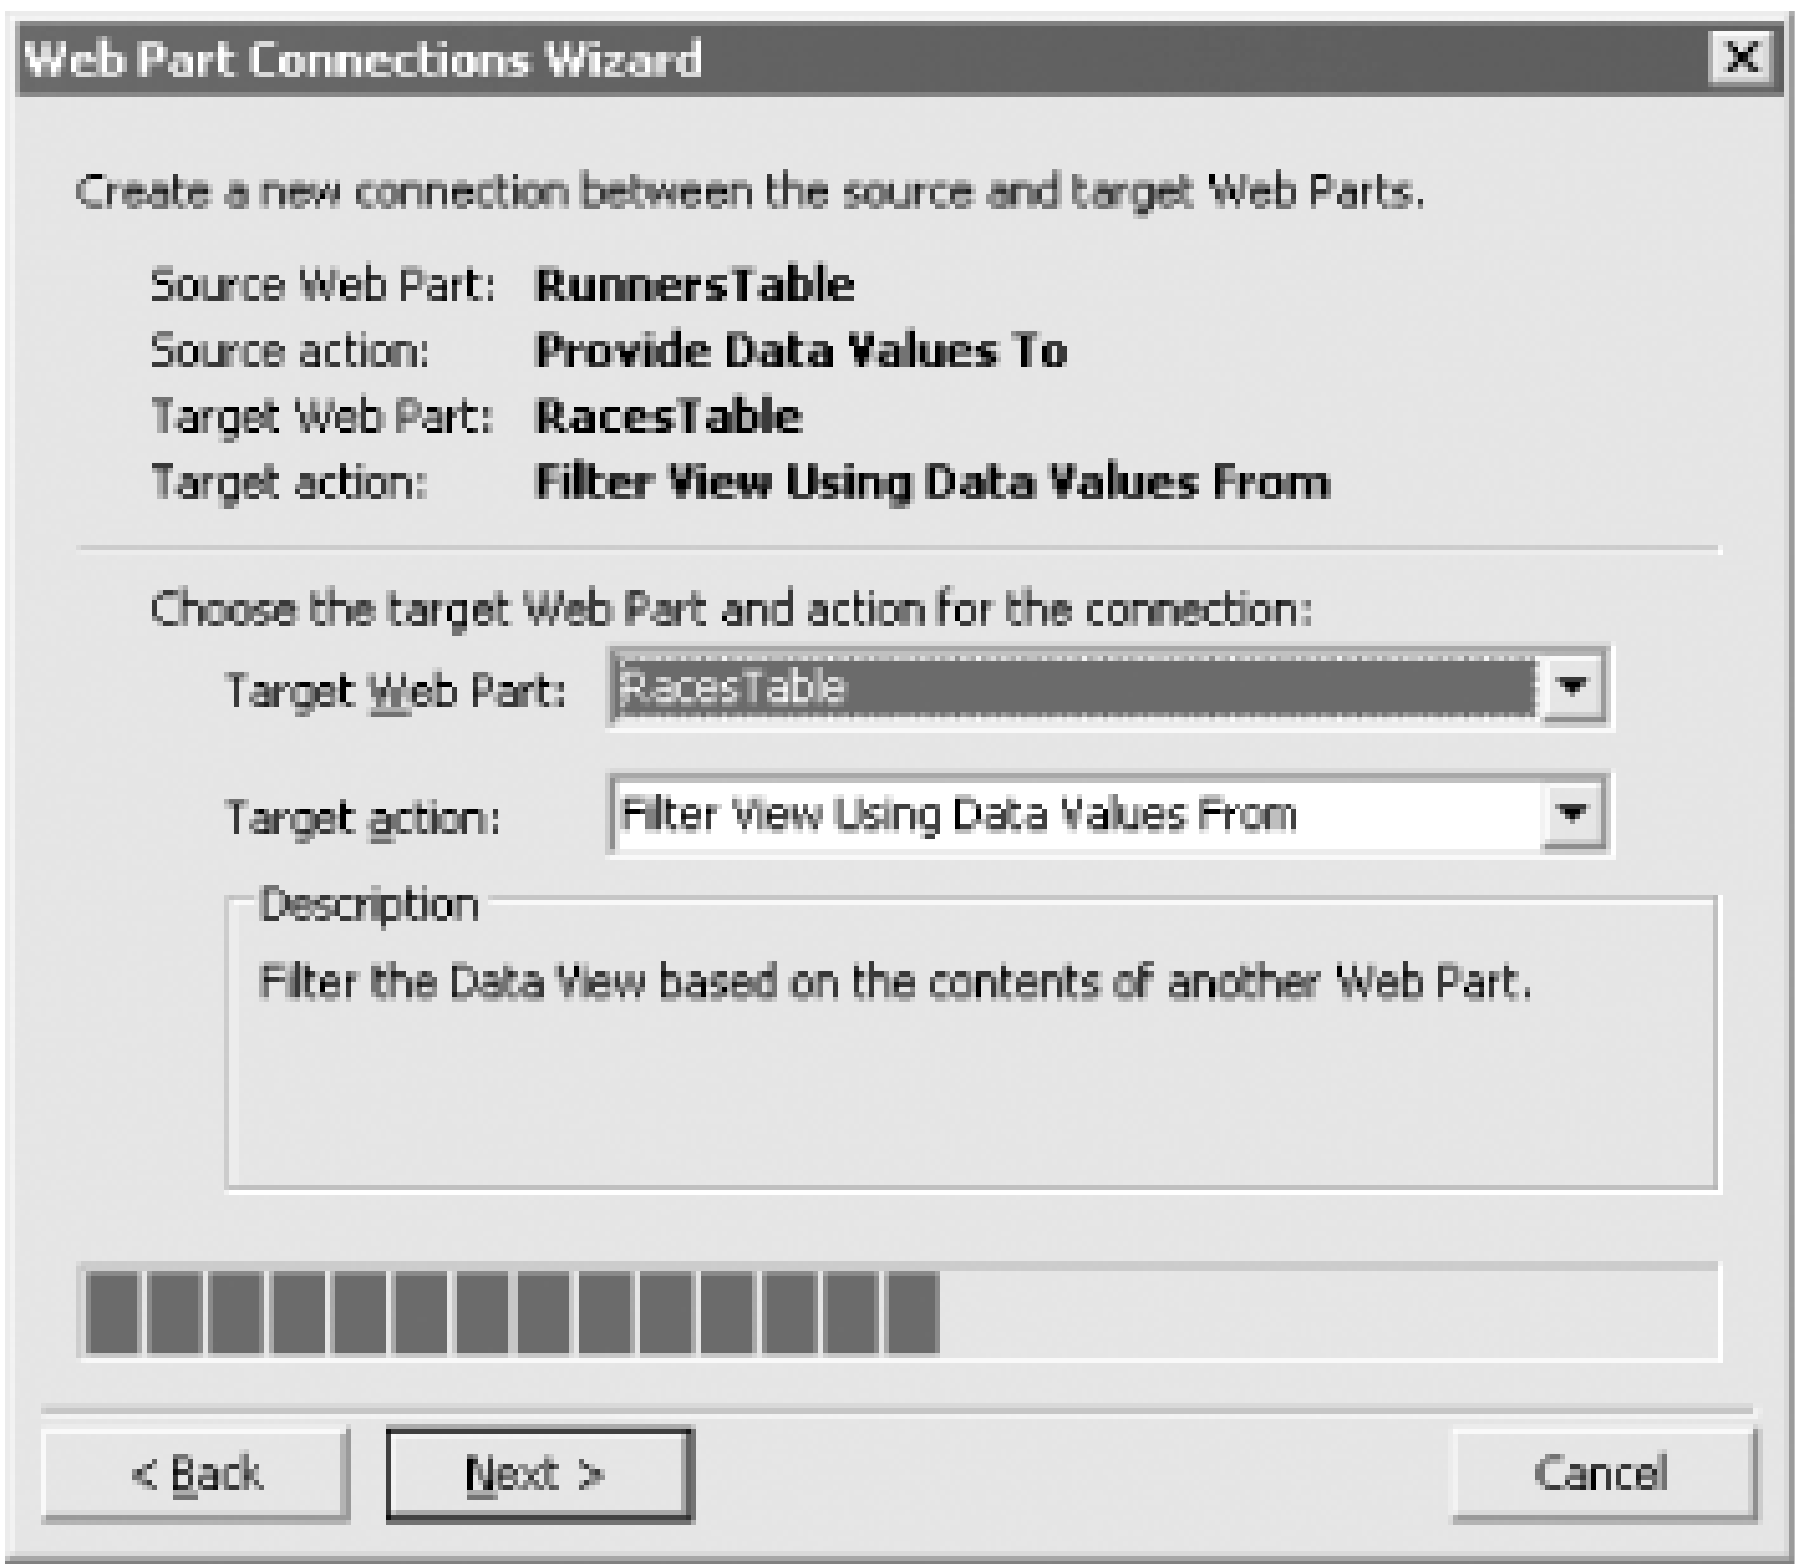 Web Part Connections Wizard
Create a new connection between the source and target Web Parts.
Source Web Part: RunnersTable
Source action: Provide Data Values To
Target Web Part: RacesTable
Target action: Filter View Using Data Values From
Choose the target Web Part and action for the connection:
Target Web Part: RacesTable
Target action: Filter View Using Data Values From
Description
Filter the Data View based on the contents of another Web Part.
< Back Next > Cancel